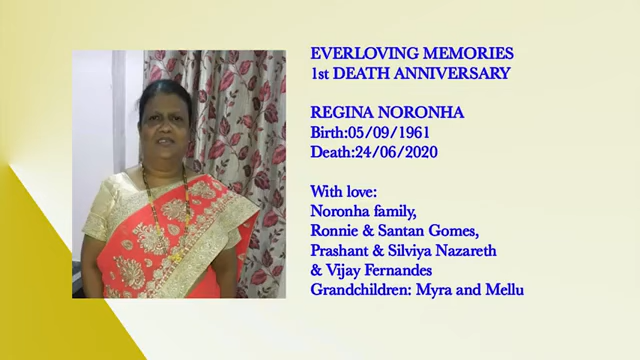 EVERLOVING MEMORIES
1st DEATH ANNIVERSARY
REGINA NORONHA
Birth:05/09/1961
Death:24/06/2020
With love:
Noronha family,
Ronnie & Santan Gomes,
Prashant & Silviya Nazareth
& Vijay Fernandes
Grandchildren: Myra and Mellu